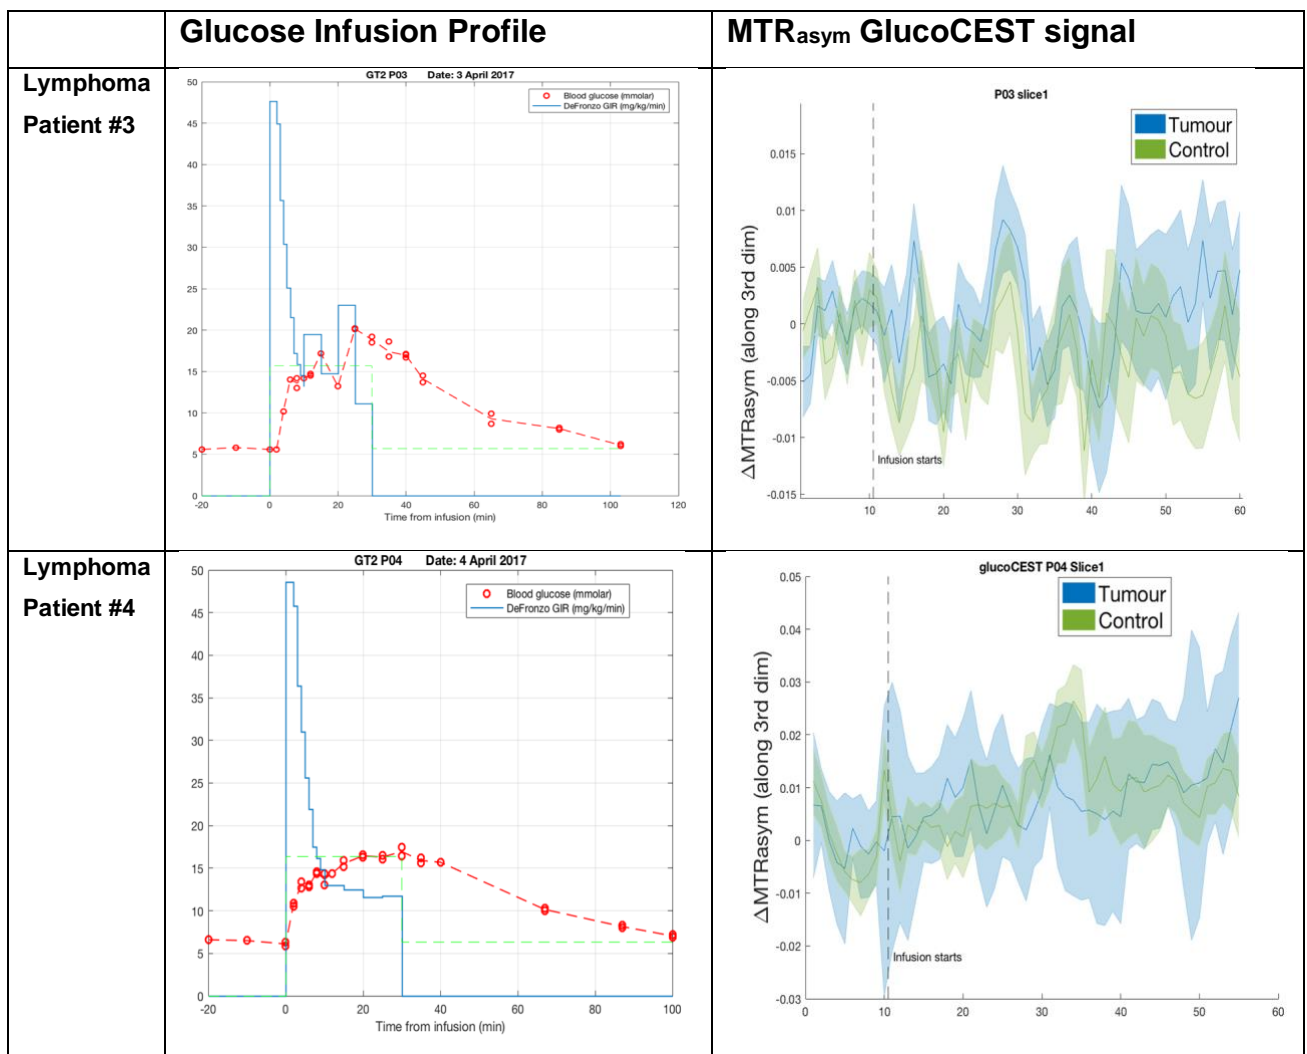 Glucose Infusion Profile
MTRasym GlucoCEST signal
Lymphoma
Patient #3
GT2 P03 Date: 3 April 2017
Blood glucose (mmolar)
DeFronzo GIR (mg/kg/min)
50
45
40
35
30
25
20
15
10
5
0
-20 0 20 40 60 80 100 120
Time from infusion (min)
P03 slice1
Tumour
Control
0.015
0.01
0.005
0
-0.005
-0.01
-0.015
ΔMTRasym (along 3rd dim)
Infusion starts
10 20 30 40 50 60
Lymphoma
Patient #4
GT2 P04 Date: 4 April 2017
Blood glucose (mmolar)
DeFronzo GIR (mg/kg/min)
50
45
40
35
30
25
20
15
10
5
0
-20 0 20 40 60 80 100
Time from infusion (min)
glucoCEST P04 Slice1
Tumour
Control
0.05
0.04
0.03
0.02
0.01
0
-0.01
-0.02
-0.03
ΔMTRasym (along 3rd dim)
Infusion starts
0 10 20 30 40 50 60